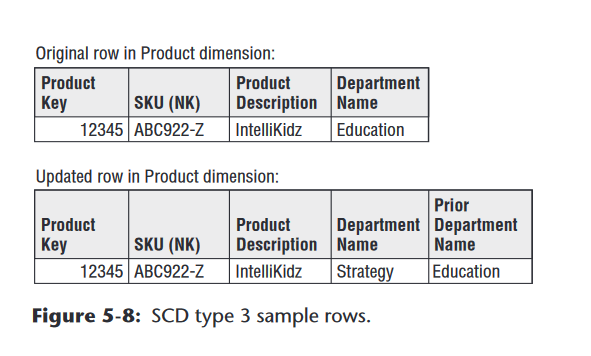 Original row in Product dimension:
Product Key SKU (NK) Product Description Department Name
12345 ABC922-Z IntelliKidz Education
Updated row in Product dimension:
Product Key SKU (NK) Product Description Department Name Prior Department Name
12345 ABC922-Z IntelliKidz Strategy Education
Figure 5-8: SCD type 3 sample rows.